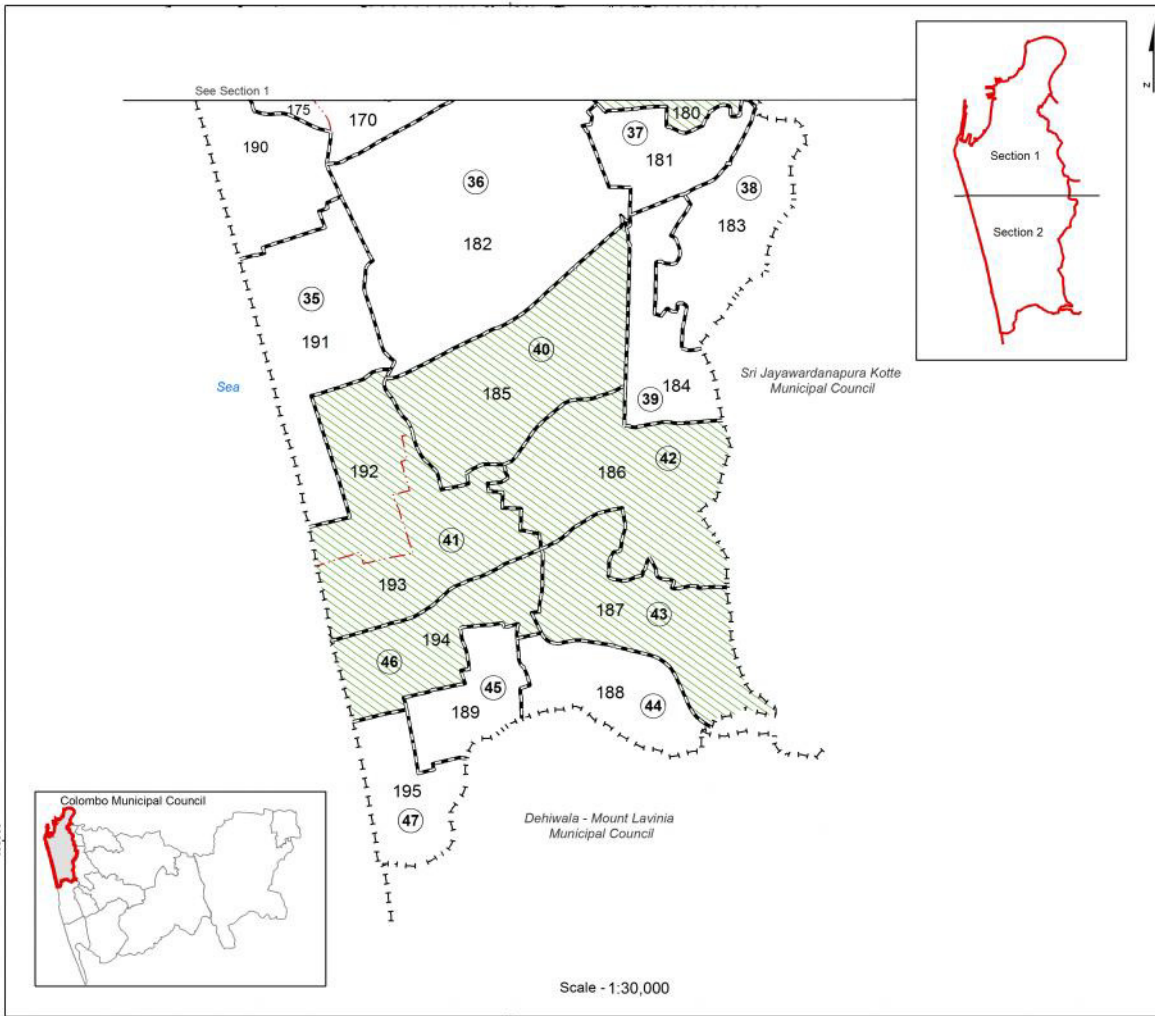 See Section 1
175
170
180
190
37
181
36
38
183
182
Section 1
Section 2
35
191
40
Sea
185
184
39
Sri Jayawardanapura Kotte
Municipal Council
192
186
42
41
193
187
43
194
46
45
188
44
189
195
47
Colombo Municipal Council
Dehiwala - Mount Lavinia
Municipal Council
Scale - 1:30,000
N